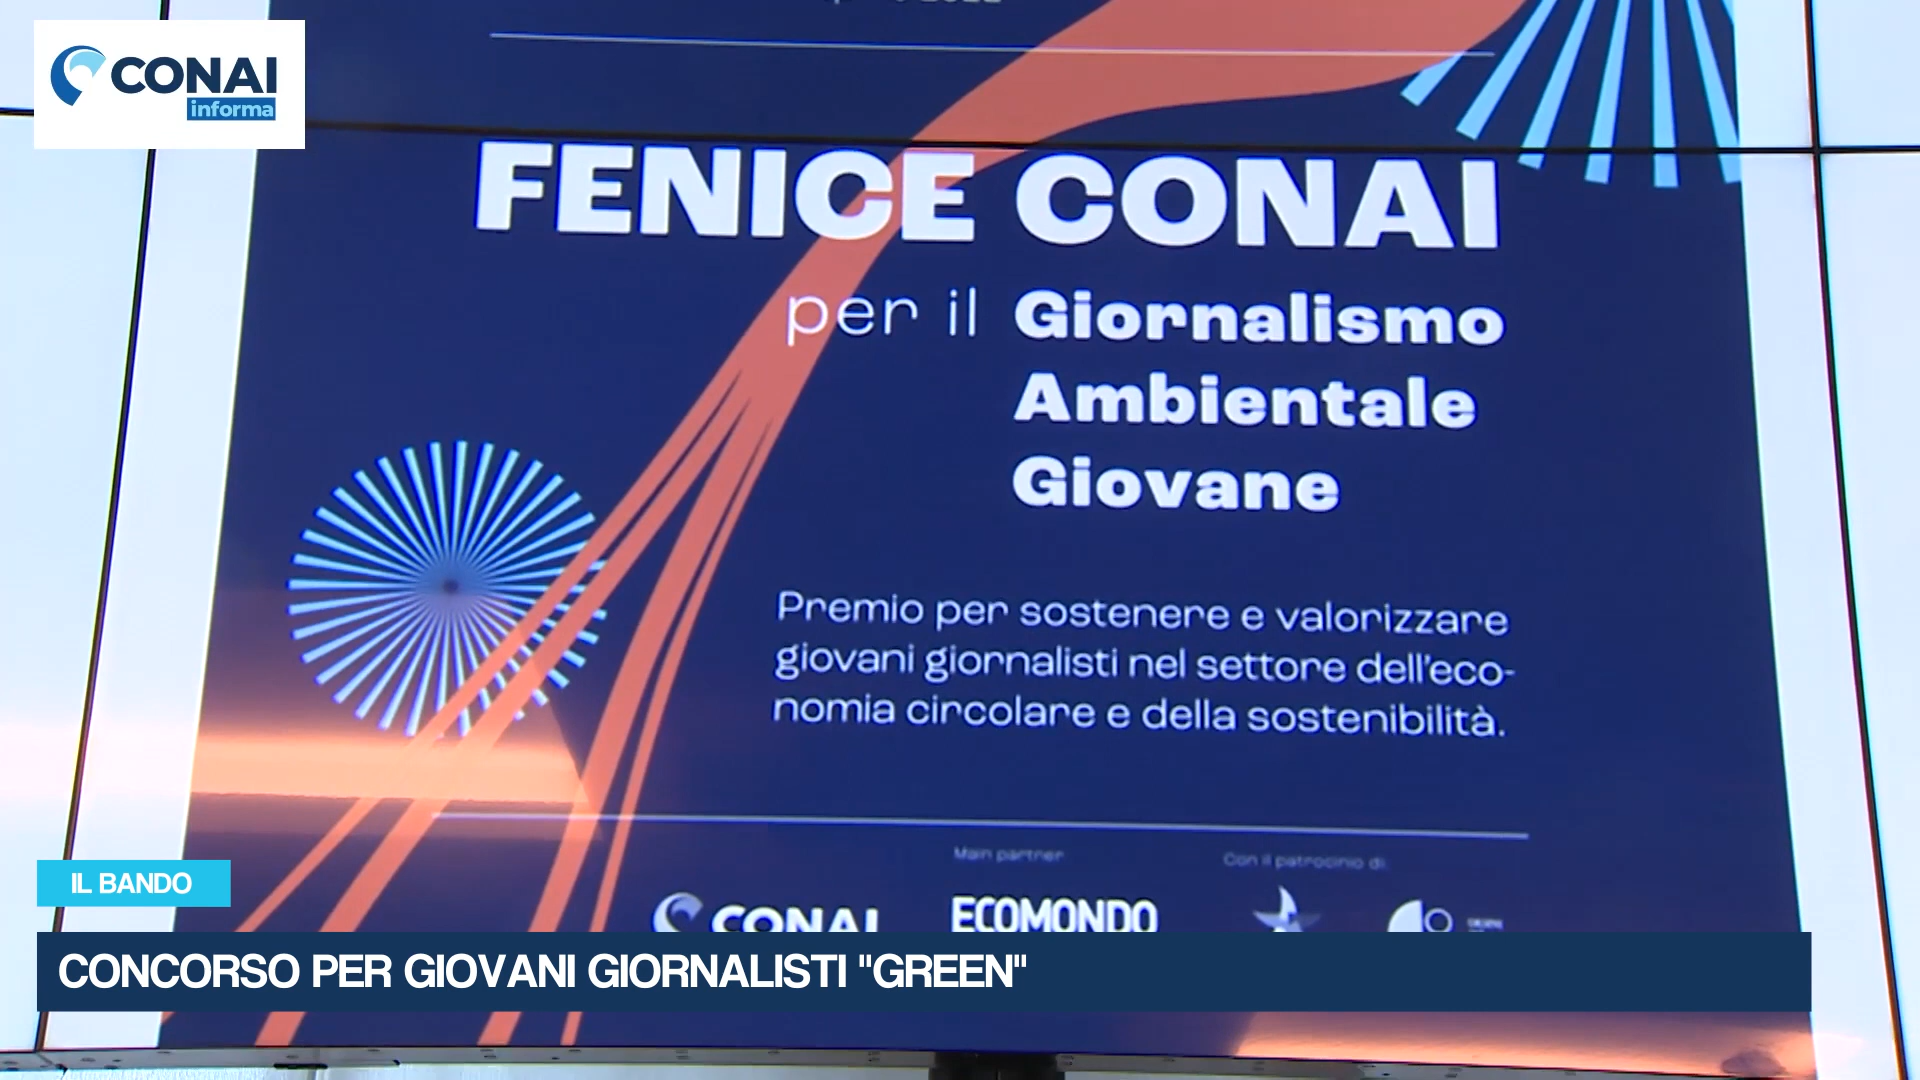 CONAI
informa
FENICE CONAI
per il Giornalismo
Ambientale
Giovane
Premio per sostenere e valorizzare
giovani giornalisti nel settore dell'eco-
nomia circolare e della sostenibilità.
Main partner
Con il patrocinio di
CONAI
ECOMONDO
IL BANDO
CONCORSO PER GIOVANI GIORNALISTI "GREEN"